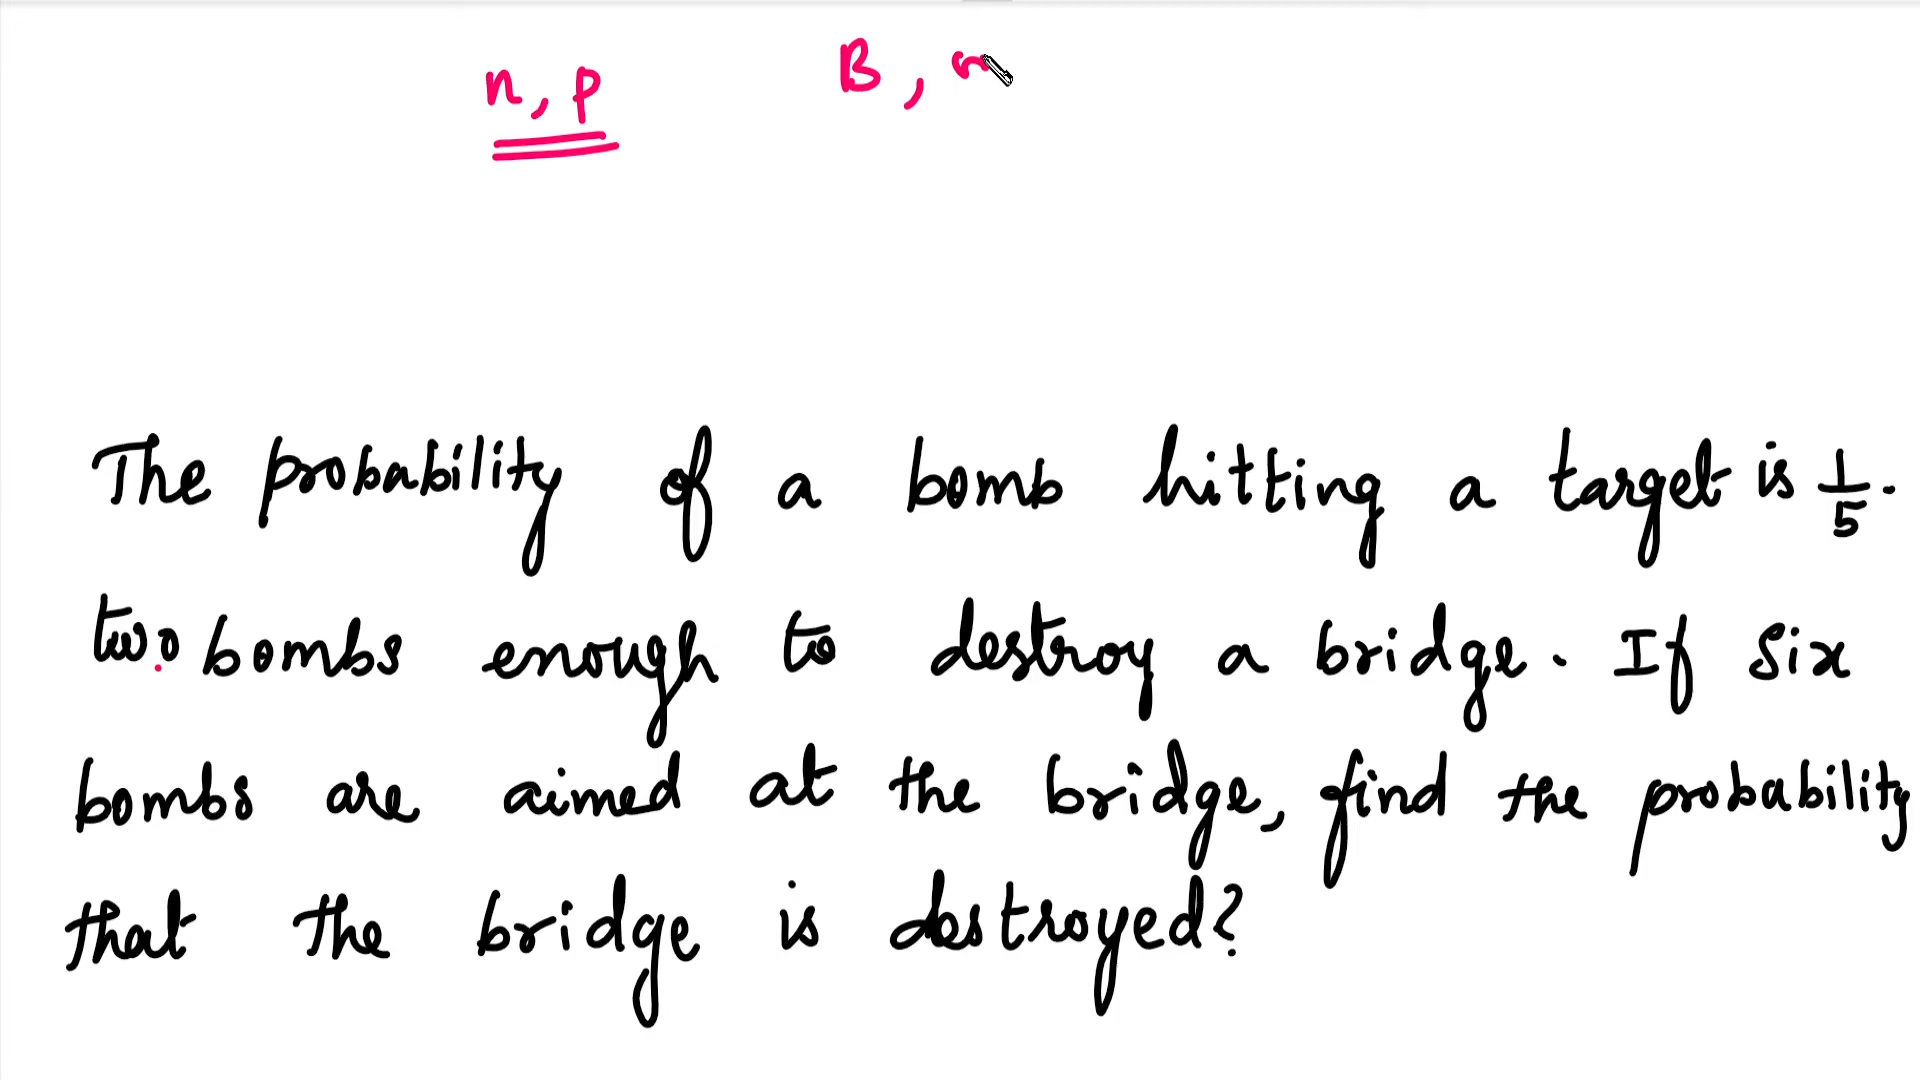 n, p B, n
The probability of a bomb hitting a target is 1/5.
two bombs enough to destroy a bridge. If six
bombs are aimed at the bridge, find the probability
that the bridge is destroyed?